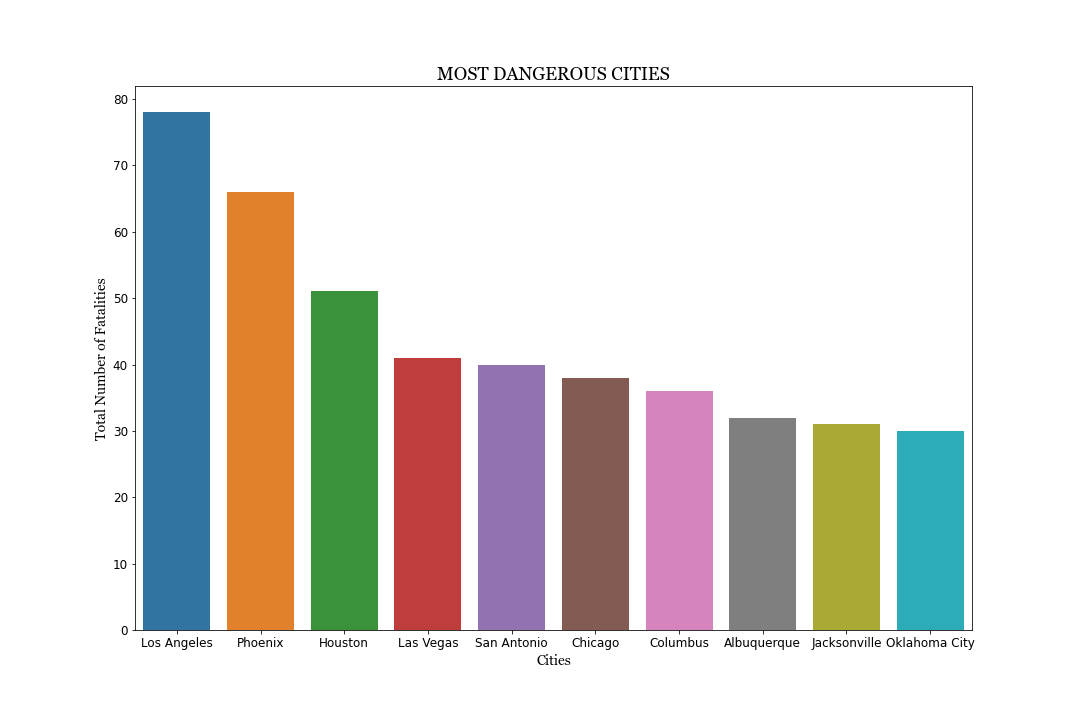 MOST DANGEROUS CITIES
Total Number of Fatalities
80
70
60
50
40
30
20
10
0
Los Angeles Phoenix Houston Las Vegas San Antonio Chicago Columbus Albuquerque Jacksonville Oklahoma City
Cities